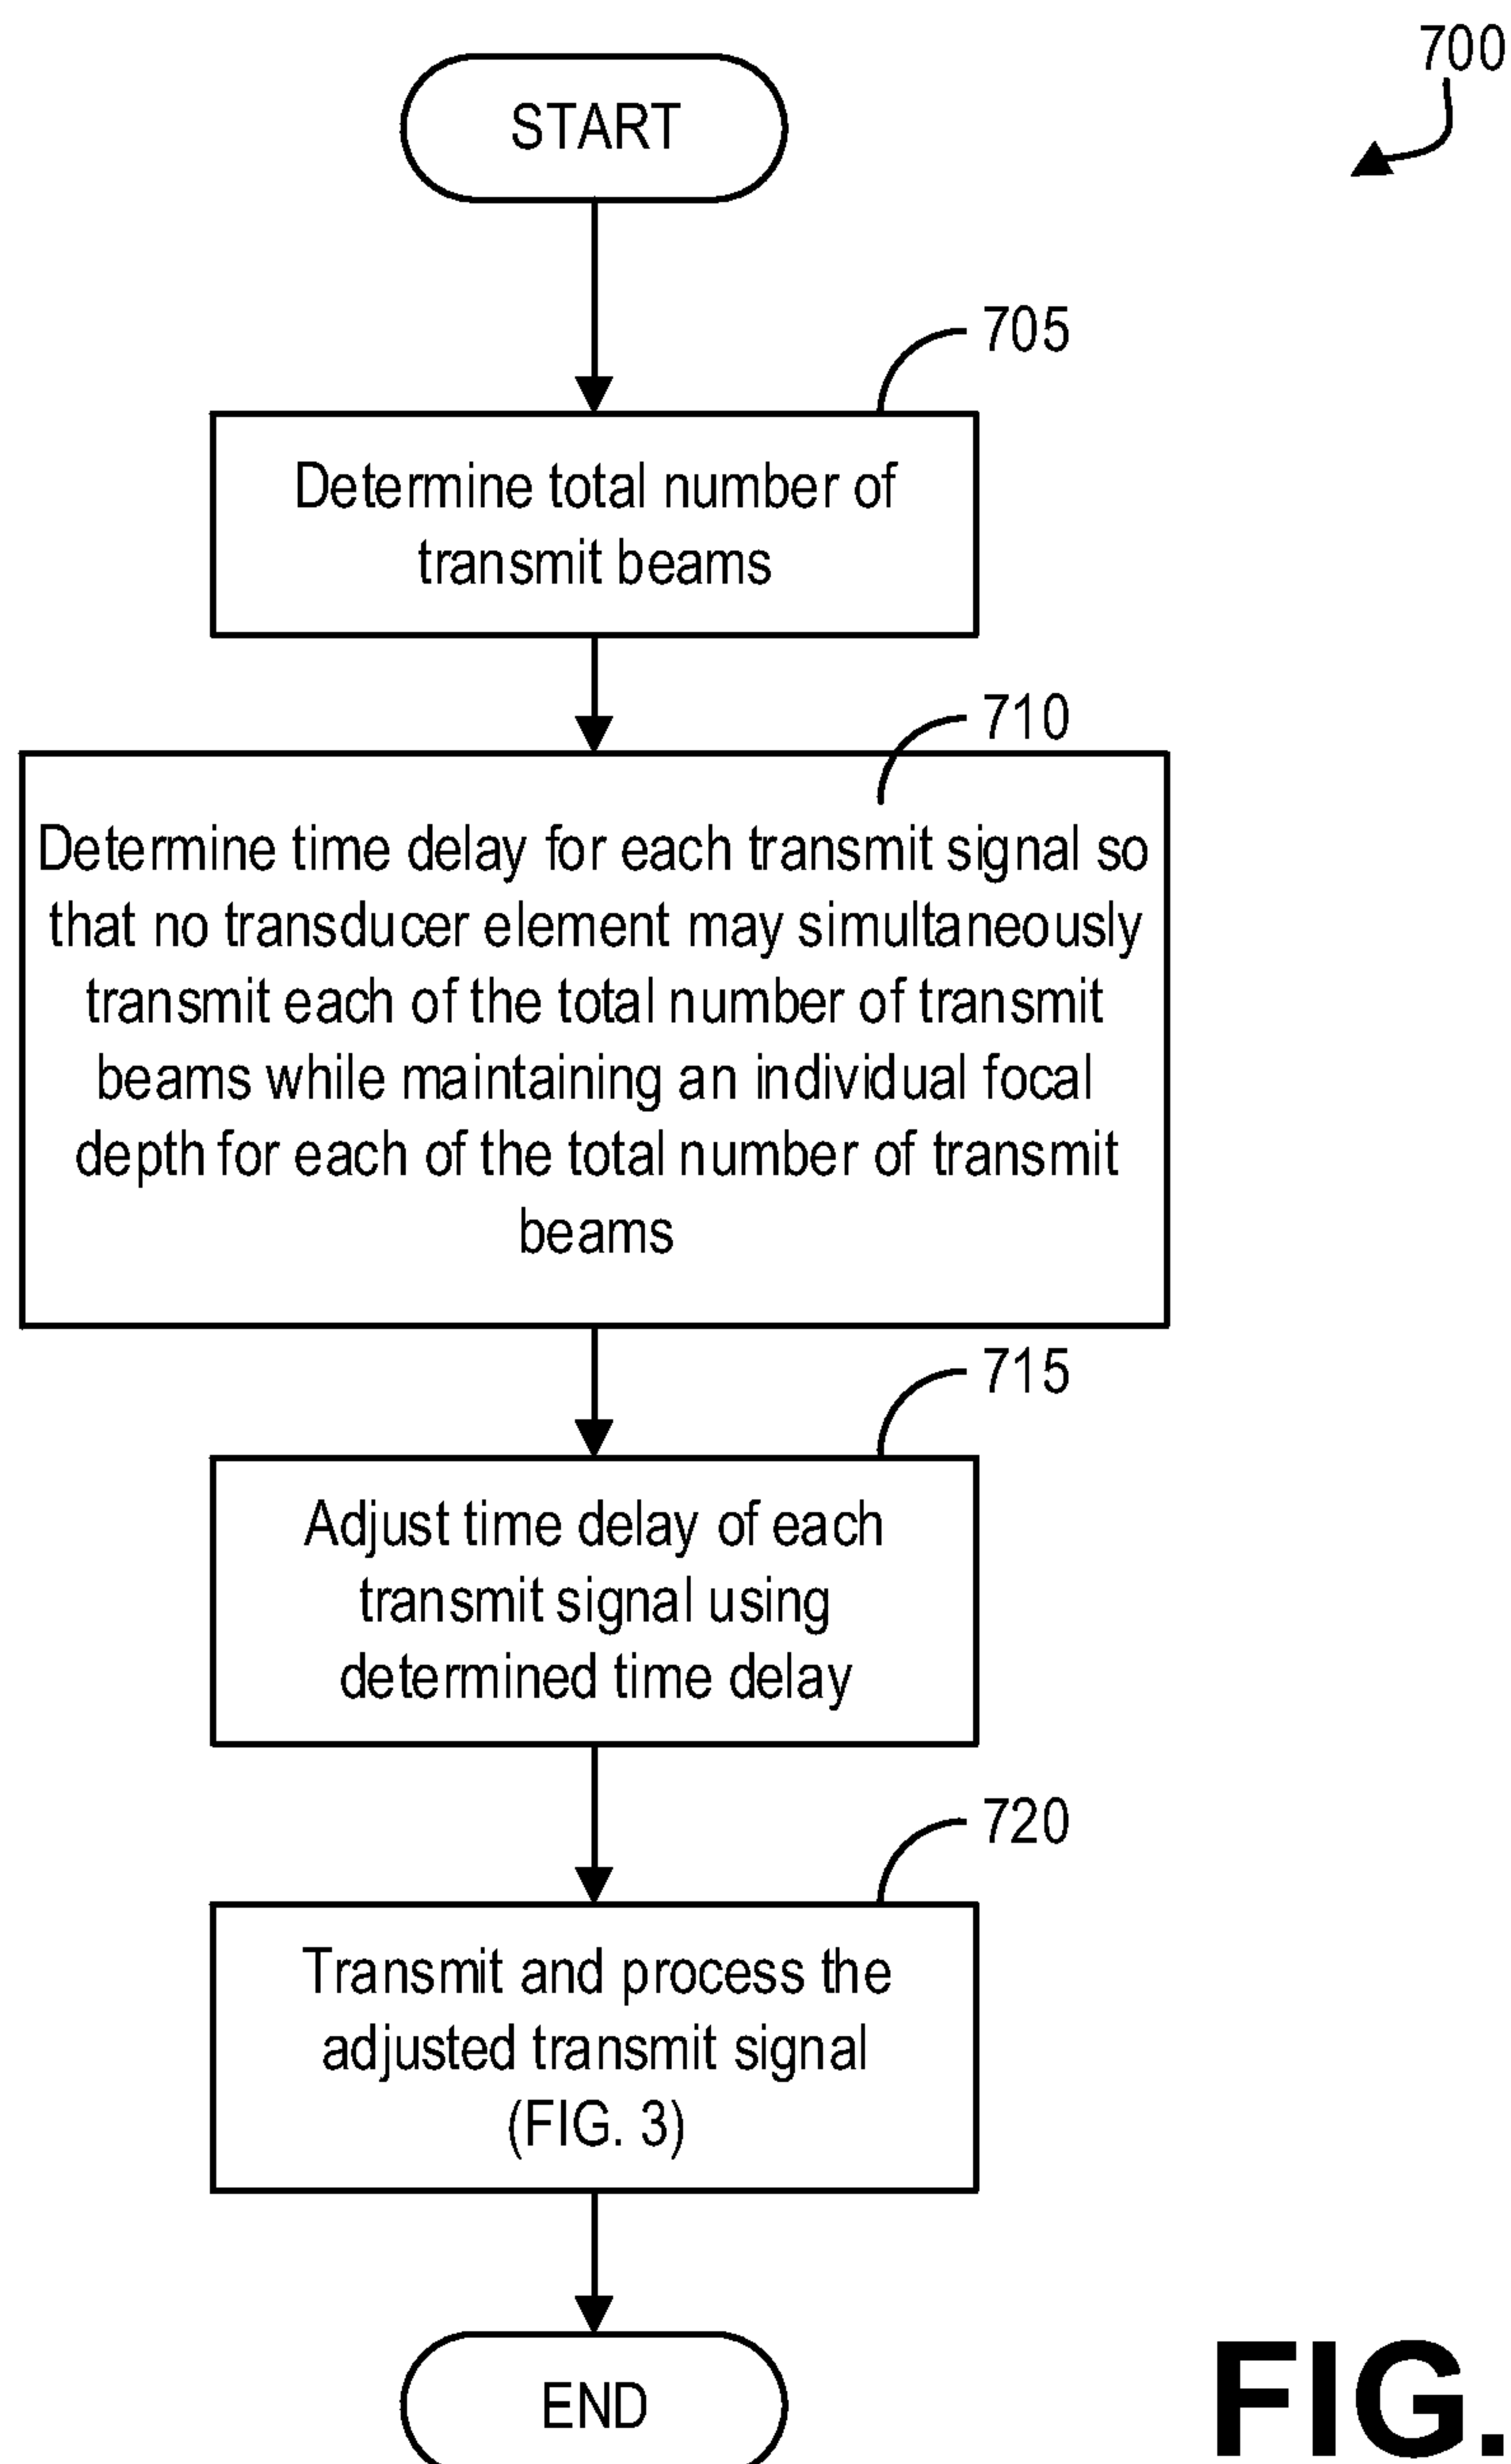 700
START
705
Determine total number of
transmit beams
710
Determine time delay for each transmit signal so
that no transducer element may simultaneously
transmit each of the total number of transmit
beams while maintaining an individual focal
depth for each of the total number of transmit
beams
715
Adjust time delay of each
transmit signal using
determined time delay
720
Transmit and process the
adjusted transmit signal
(FIG. 3)
END
FIG.